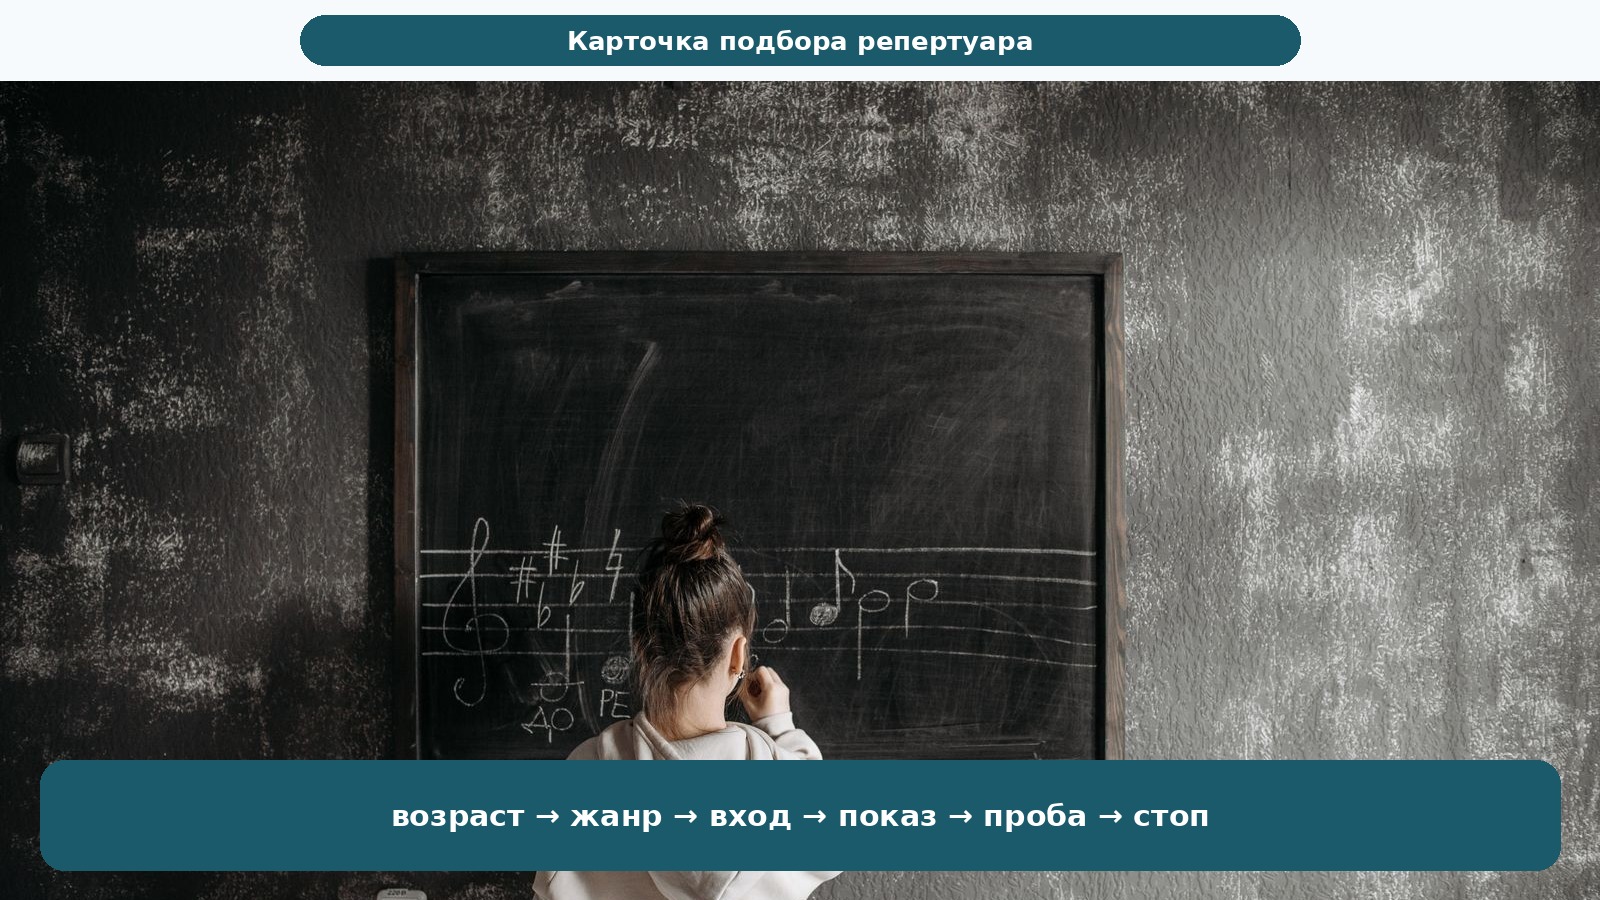 Карточка подбора репертуара
ДО
РЕ
возраст → жанр → вход → показ → проба → стоп